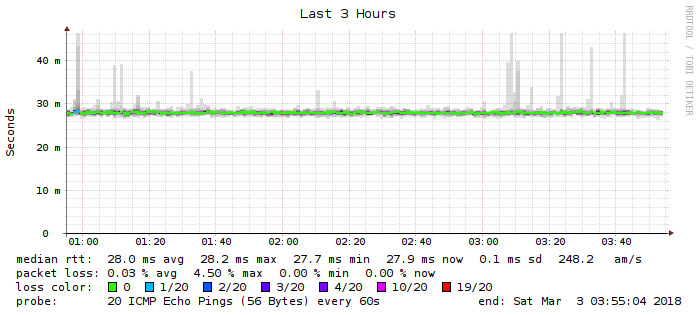 Last 3 Hours
RRDTOOL / TOBI OETIKER
Seconds
40 m
30 m
20 m
10 m
0
01:00 01:20 01:40 02:00 02:20 02:40 03:00 03:20 03:40
median rtt: 28.0 ms avg 28.2 ms max 27.7 ms min 27.9 ms now 0.1 ms sd 248.2 am/s
packet loss: 0.03 % avg 4.50 % max 0.00 % min 0.00 % now
loss color: 0 1/20 2/20 3/20 4/20 10/20 19/20
probe: 20 ICMP Echo Pings (56 Bytes) every 60s end: Sat Mar 3 03:55:04 2018